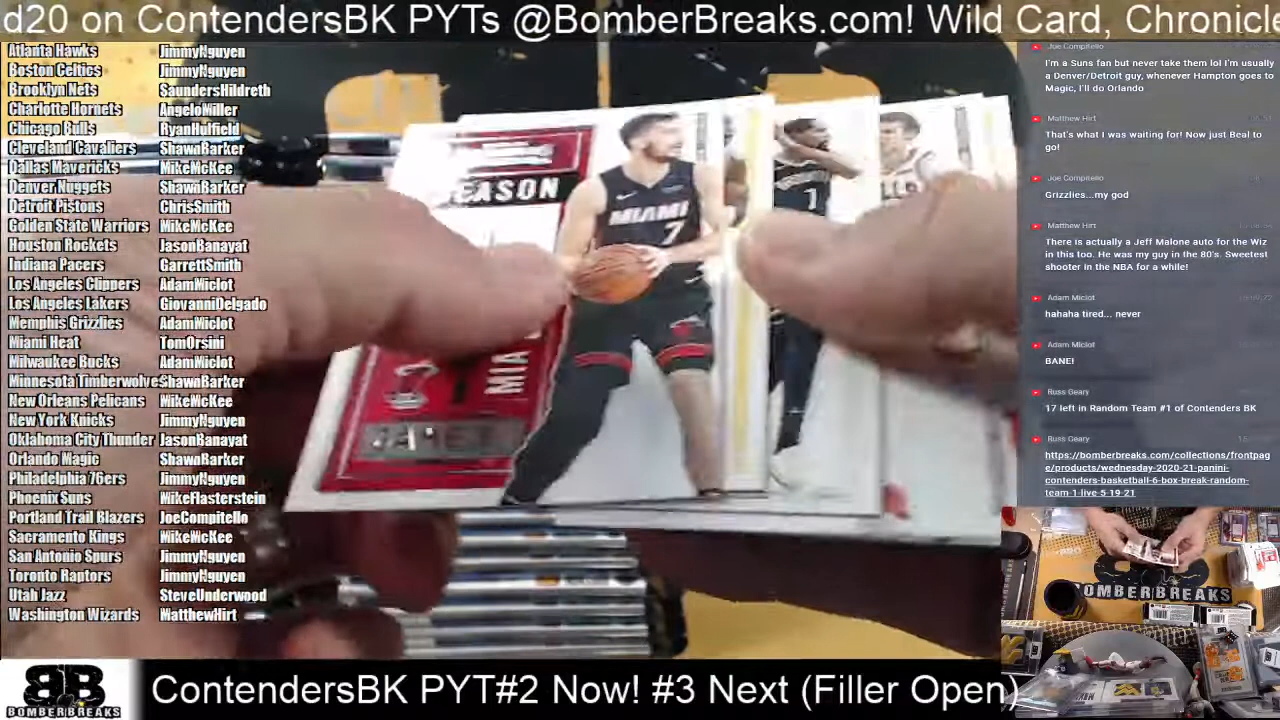 d20 on ContendersBK PYTs @BomberBreaks.com! Wild Card, Chronicle
Atlanta Hawks JimmyNguyen
Boston Celtics JimmyNguyen
Brooklyn Nets SaundersHildreth
Charlotte Hornets AngeloMiller
Chicago Bulls RyanHulfield
Cleveland Cavaliers ShawnBarker
Dallas Mavericks MikeMcKee
Denver Nuggets ShawnBarker
Detroit Pistons ChrisSmith
Golden State Warriors MikeMcKee
Houston Rockets JasonBanayat
Indiana Pacers GarrettSmith
Los Angeles Clippers AdamMiclot
Los Angeles Lakers GiovanniDelgado
Memphis Grizzlies AdamMiclot
Miami Heat TomOrsini
Milwaukee Bucks AdamMiclot
Minnesota Timberwolves ShawnBarker
New Orleans Pelicans MikeMcKee
New York Knicks JimmyNguyen
Oklahoma City Thunder JasonBanayat
Orlando Magic ShawnBarker
Philadelphia 76ers JimmyNguyen
Phoenix Suns MikeFlasterstein
Portland Trail Blazers JoeCompitello
Sacramento Kings MikeMcKee
San Antonio Spurs JimmyNguyen
Toronto Raptors JimmyNguyen
Utah Jazz SteveUnderwood
Washington Wizards MatthewHirt
EASON
MIAMI
7
MIA
1
Joe Compitello
I'm a Suns fan but never take them lol I'm usually
a Denver/Detroit guy, whenever Hampton goes to
Magic, I'll do Orlando
Matthew Hirt
That's what I was waiting for! Now just Beal to
go!
Joe Compitello
Grizzlies...my god
Matthew Hirt
There is actually a Jeff Malone auto for the Wiz
in this too. He was my guy in the 80's. Sweetest
shooter in the NBA for a while!
Adam Miclot
hahaha tired... never
Adam Miclot
BANE!
Russ Geary
17 left in Random Team #1 of Contenders BK
Russ Geary
https://bomberbreaks.com/collections/frontpag
e/products/wednesday-2020-21-panini-
contenders-basketball-6-box-break-random-
team-1-live-5-19-21
BOMBERBREAKS
BB
BOMBERBREAKS
ContendersBK PYT#2 Now! #3 Next (Filler Open)